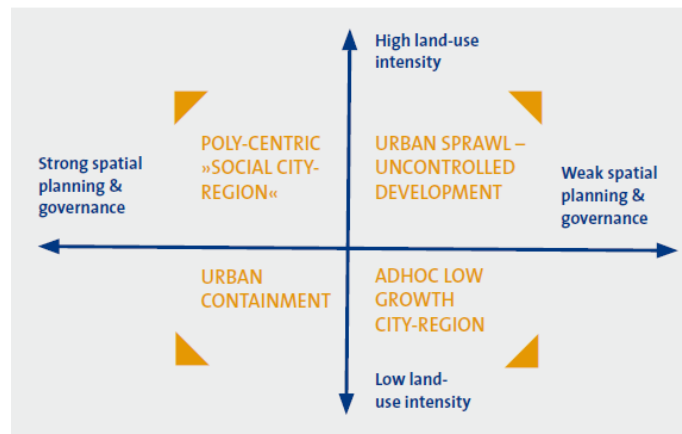 High land-use
intensity
POLY-CENTRIC
»SOCIAL CITY-
REGION«
URBAN SPRAWL –
UNCONTROLLED
DEVELOPMENT
Strong spatial
planning &
governance
Weak spatial
planning &
governance
URBAN
CONTAINMENT
ADHOC LOW
GROWTH
CITY-REGION
Low land-
use intensity